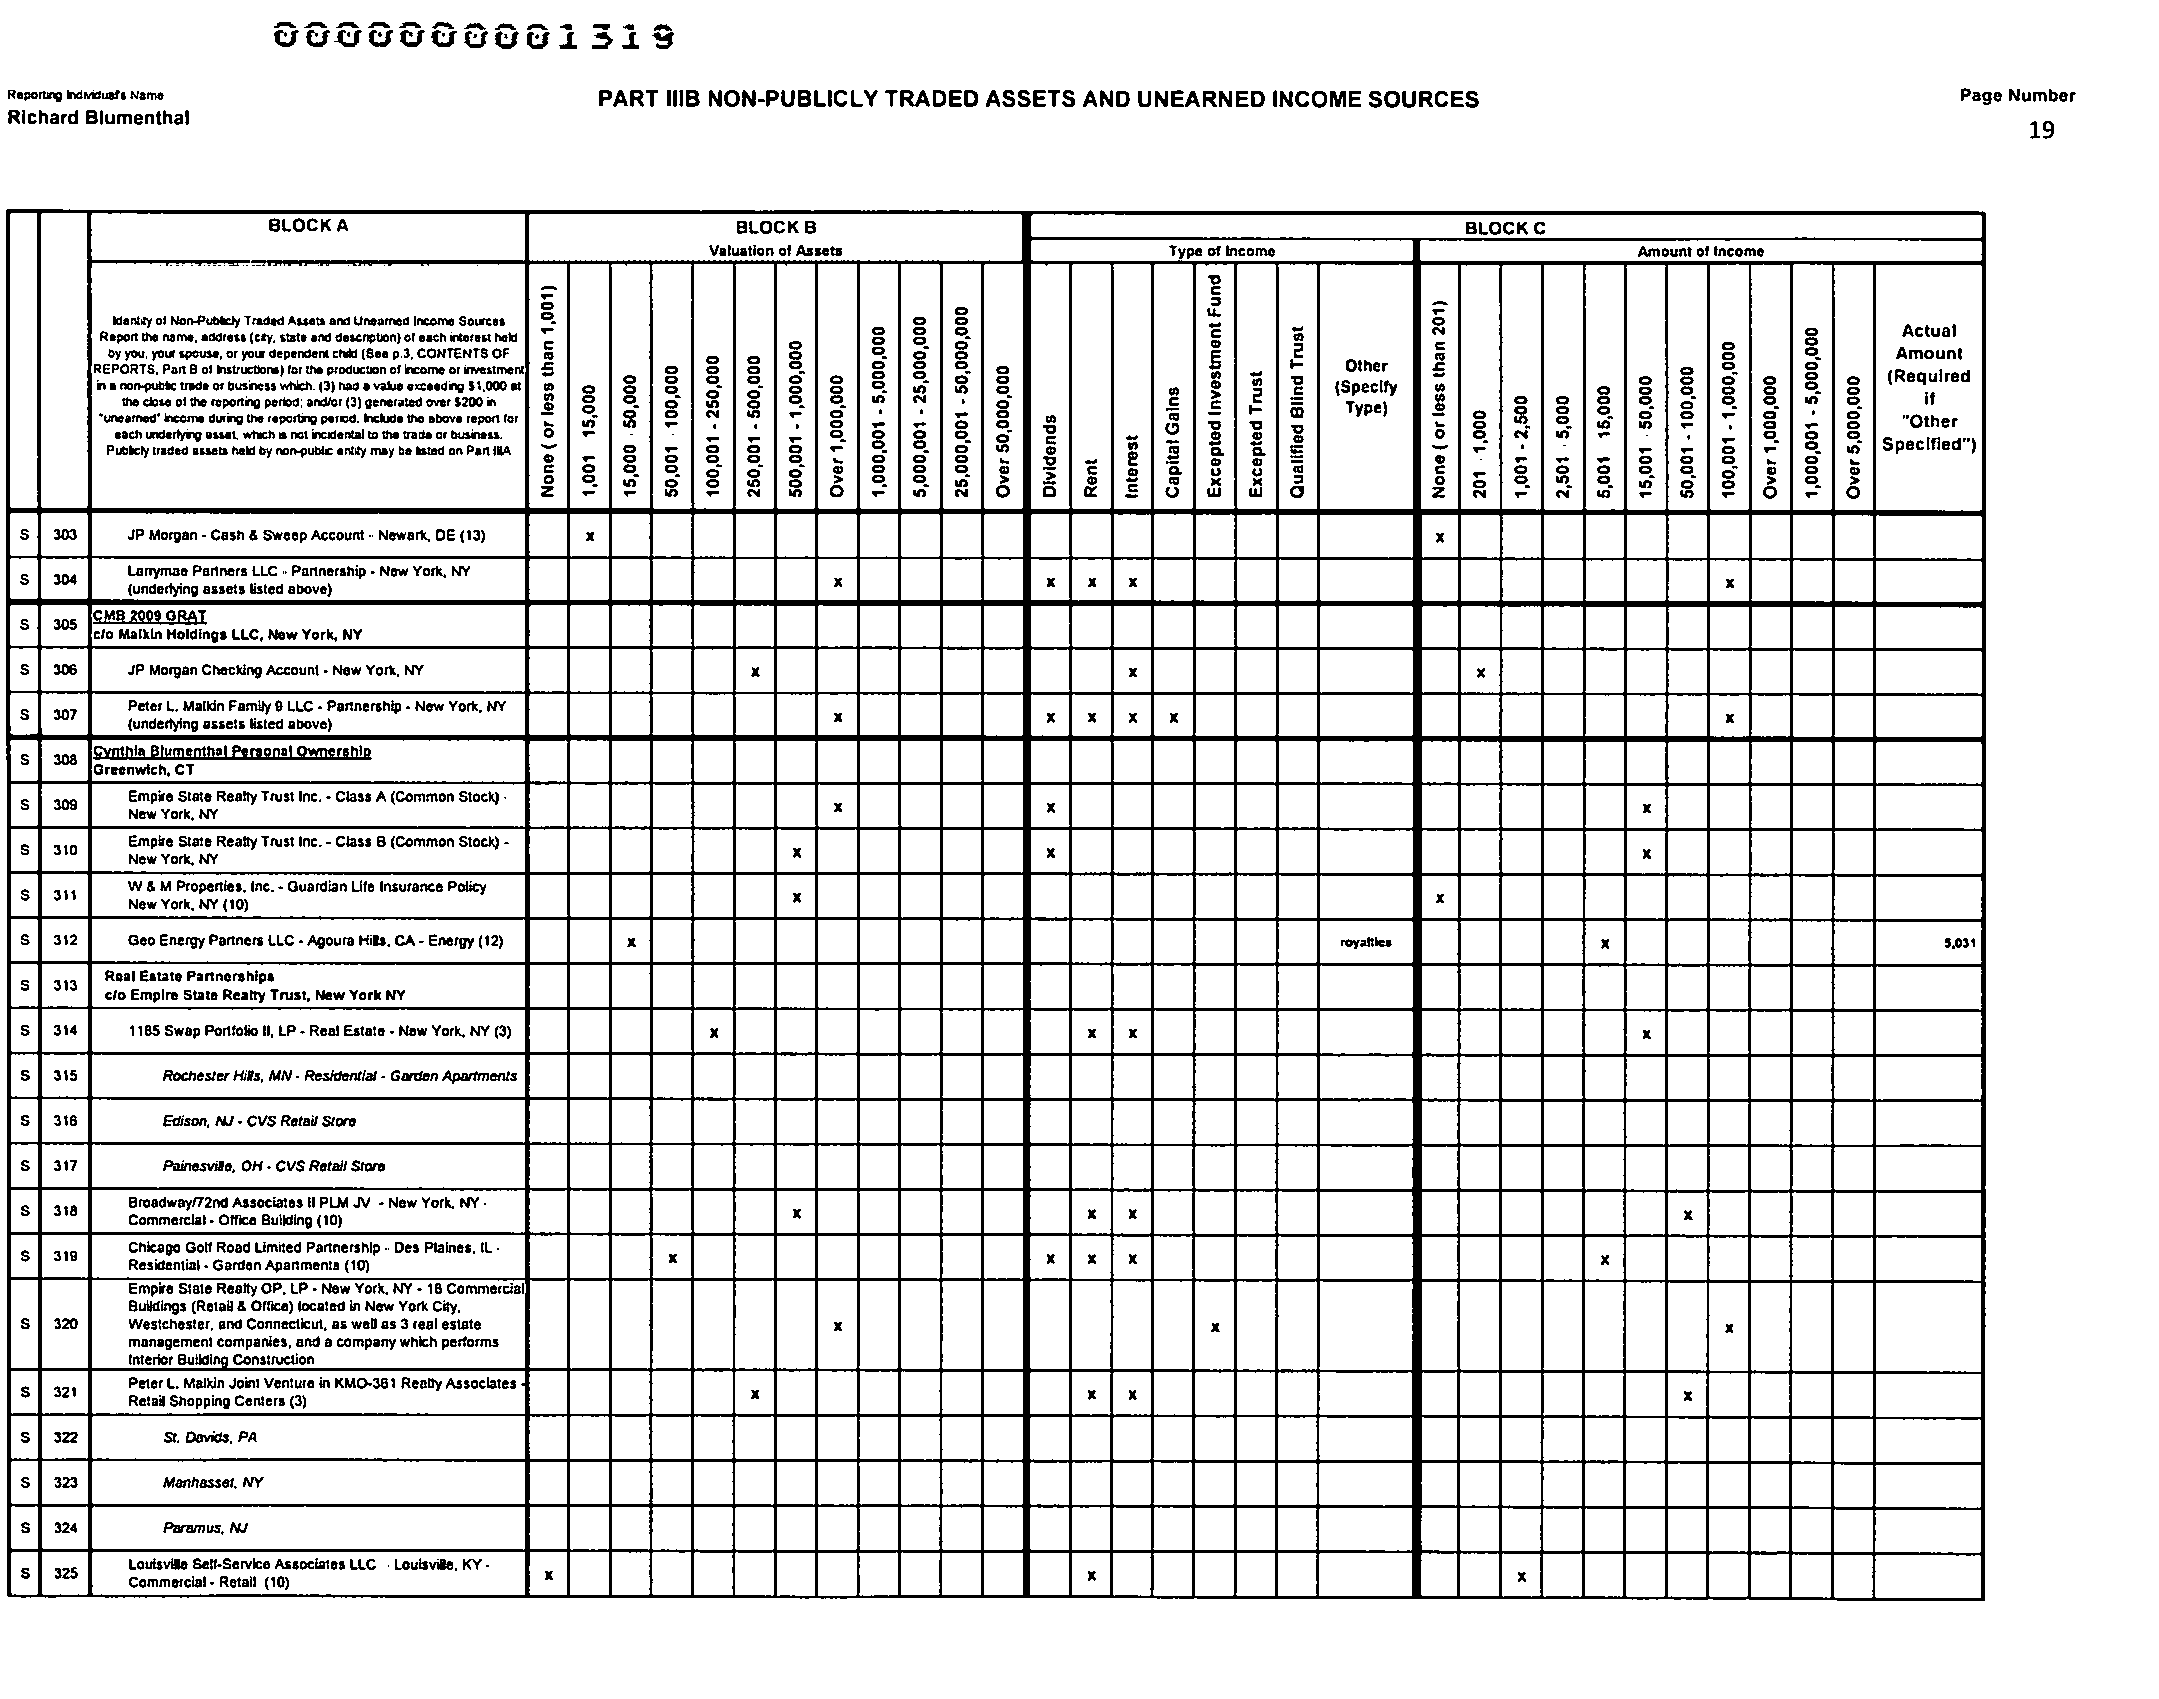 0000000001319
Reporting Individual's Name
Richard Blumenthal
PART IIIB NON-PUBLICLY TRADED ASSETS AND UNEARNED INCOME SOURCES
Page Number
19
BLOCK A
BLOCK B
BLOCK C
Valuation of Assets
Type of Income
Amount of Income
Identity of Non-Publicly Traded Assets and Unearned Income Sources
Report the name, address (city, state and description) of each interest held
by you, your spouse, or your dependent child (See p.3, CONTENTS OF
REPORTS, Part B of Instructions) for the production of income or investment
in a non-public trade or business which. (3) had a value exceeding $1,000 at
the close of the reporting period; and/or (3) generated over $200 in
"unearned" income during the reporting period. Include the above report for
each underlying asset, which is not incidental to the trade or business.
Publicly traded assets held by non-public entity may be listed on Part IIIA
None ( or less than 1,001)
1,001 15,000
15,000 - 50,000
50,001 - 100,000
100,001 - 250,000
250,001 - 500,000
500,001 - 1,000,000
Over 1,000,000
1,000,001 - 5,000,000
5,000,001 - 25,000,000
25,000,001 - 50,000,000
Over 50,000,000
Dividends
Rent
Interest
Capital Gains
Excepted Investment Fund
Excepted Trust
Qualified Blind Trust
Other
(Specify
Type)
None ( or less than 201)
201 - 1,000
1,001 - 2,500
2,501 - 5,000
5,001 15,000
15,001 - 50,000
50,001 - 100,000
100,001 - 1,000,000
Over 1,000,000
1,000,001 - 5,000,000
Over 5,000,000
Actual
Amount
(Required
if
"Other
Specified")
S 303 JP Morgan - Cash & Sweep Account - Newark, DE (13) x x
S 304 Larrymae Partners LLC - Partnership - New York, NY
(underlying assets listed above) x x x x x
S 305 CMB 2009 GRAT
c/o Malkin Holdings LLC, New York, NY
S 306 JP Morgan Checking Account - New York, NY x x x
S 307 Peter L. Malkin Family 9 LLC - Partnership - New York, NY
(underlying assets listed above) x x x x x x
S 308 Cynthia Blumenthal Personal Ownership
Greenwich, CT
S 309 Empire State Realty Trust Inc. - Class A (Common Stock) -
New York, NY x x x
S 310 Empire State Realty Trust Inc. - Class B (Common Stock) -
New York, NY x x x
S 311 W & M Properties, Inc. - Guardian Life Insurance Policy
New York, NY (10) x x
S 312 Geo Energy Partners LLC - Agoura Hills, CA - Energy (12) x royalties x 5,031
S 313 Real Estate Partnerships
c/o Empire State Realty Trust, New York NY
S 314 1185 Swap Portfolio II, LP - Real Estate - New York, NY (3) x x x x
S 315 Rochester Hills, MN - Residential - Garden Apartments
S 316 Edison, NJ - CVS Retail Store
S 317 Painesville, OH - CVS Retail Store
S 318 Broadway/72nd Associates II PLM JV - New York, NY -
Commercial - Office Building (10) x x x x
S 319 Chicago Golf Road Limited Partnership - Des Plaines, IL -
Residential - Garden Apartments (10) x x x x x
S 320 Empire State Realty OP, LP - New York, NY - 18 Commercial
Buildings (Retail & Office) located in New York City,
Westchester, and Connecticut, as well as 3 real estate
management companies, and a company which performs
Interior Building Construction x x x
S 321 Peter L. Malkin Joint Venture in KMO-361 Realty Associates -
Retail Shopping Centers (3) x x x x
S 322 St. Davids, PA
S 323 Manhasset, NY
S 324 Paramus, NJ
S 325 Louisville Self-Service Associates LLC - Louisville, KY -
Commercial - Retail (10) x x x